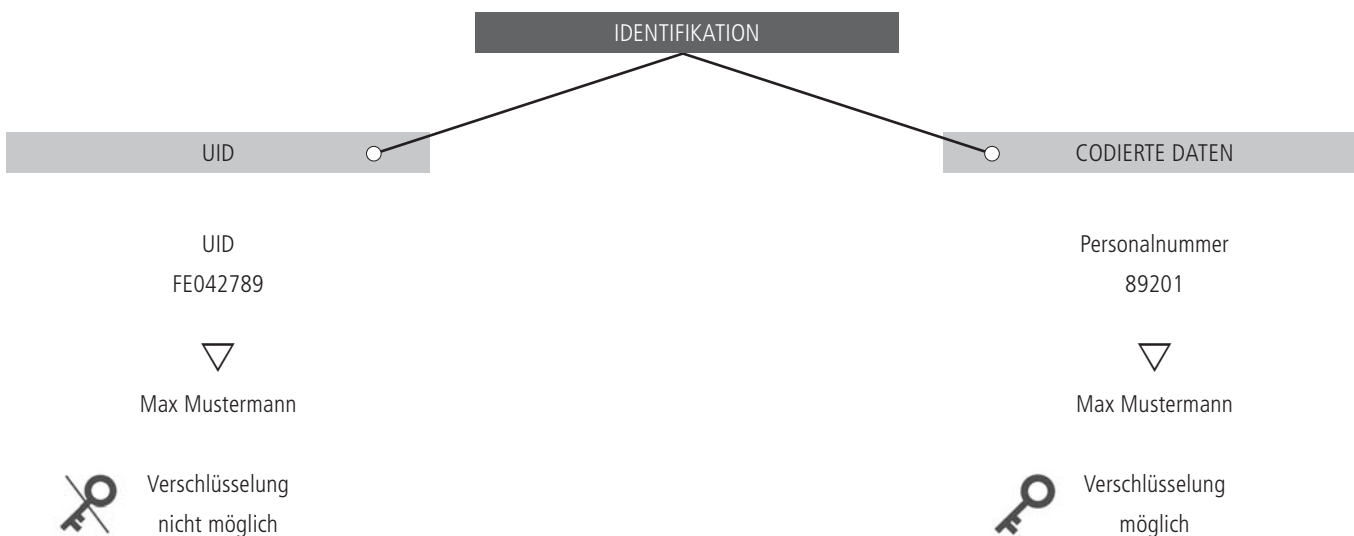 IDENTIFIKATION
UID
CODIERTE DATEN
UID
FE042789
Max Mustermann
Verschlüsselung
nicht möglich
Personalnummer
89201
Max Mustermann
Verschlüsselung
möglich